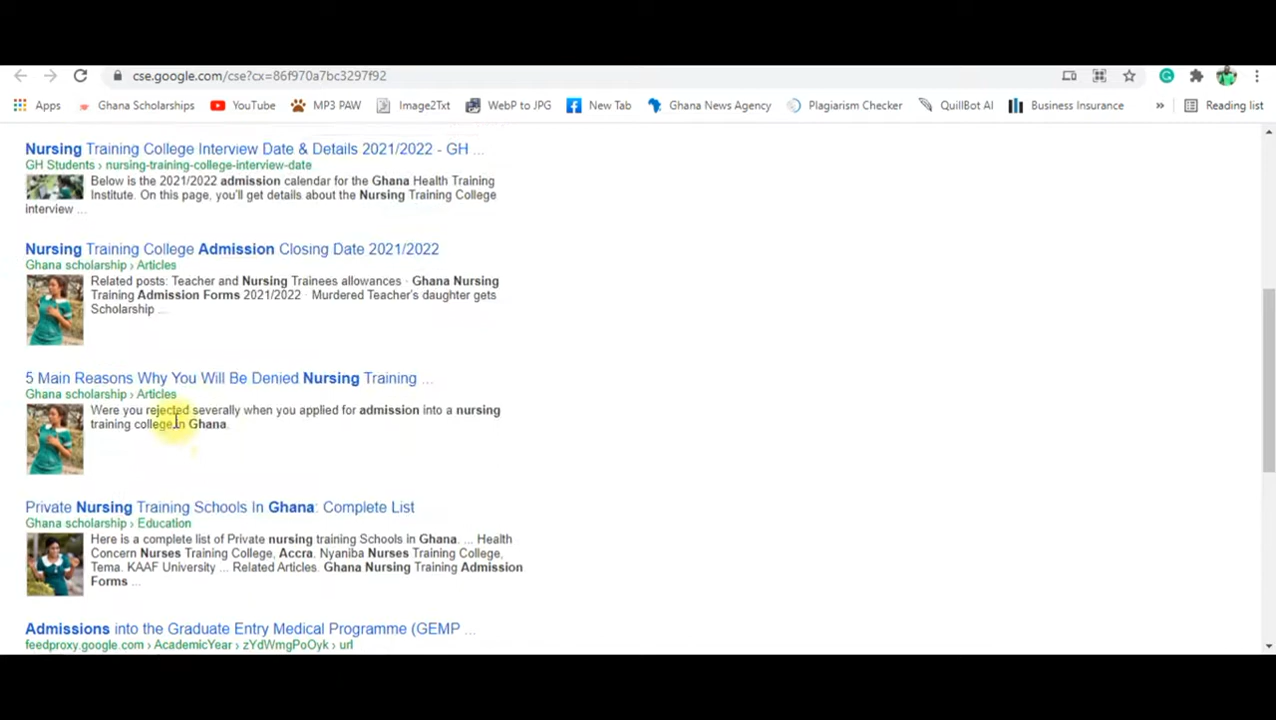 cse.google.com/cse?cx=86f970a7bc3297f92
Apps Ghana Scholarships YouTube MP3 PAW Image2Txt WebP to JPG New Tab Ghana News Agency Plagiarism Checker QuillBot AI Business Insurance » Reading list
Nursing Training College Interview Date & Details 2021/2022 - GH ...
GH Students › nursing-training-college-interview-date
Below is the 2021/2022 admission calendar for the Ghana Health Training
Institute. On this page, you'll get details about the Nursing Training College
interview ...
Nursing Training College Admission Closing Date 2021/2022
Ghana scholarship › Articles
Related posts: Teacher and Nursing Trainees allowances · Ghana Nursing
Training Admission Forms 2021/2022 · Murdered Teacher's daughter gets
Scholarship ...
5 Main Reasons Why You Will Be Denied Nursing Training ...
Ghana scholarship › Articles
Were you rejected severally when you applied for admission into a nursing
training college in Ghana.
Private Nursing Training Schools In Ghana: Complete List
Ghana scholarship › Education
Here is a complete list of Private nursing training Schools in Ghana. ... Health
Concern Nurses Training College, Accra. Nyaniba Nurses Training College,
Tema. KAAF University ... Related Articles. Ghana Nursing Training Admission
Forms ...
Admissions into the Graduate Entry Medical Programme (GEMP ...
feedproxy.google.com › AcademicYear › zYdWmgPoOyk › url